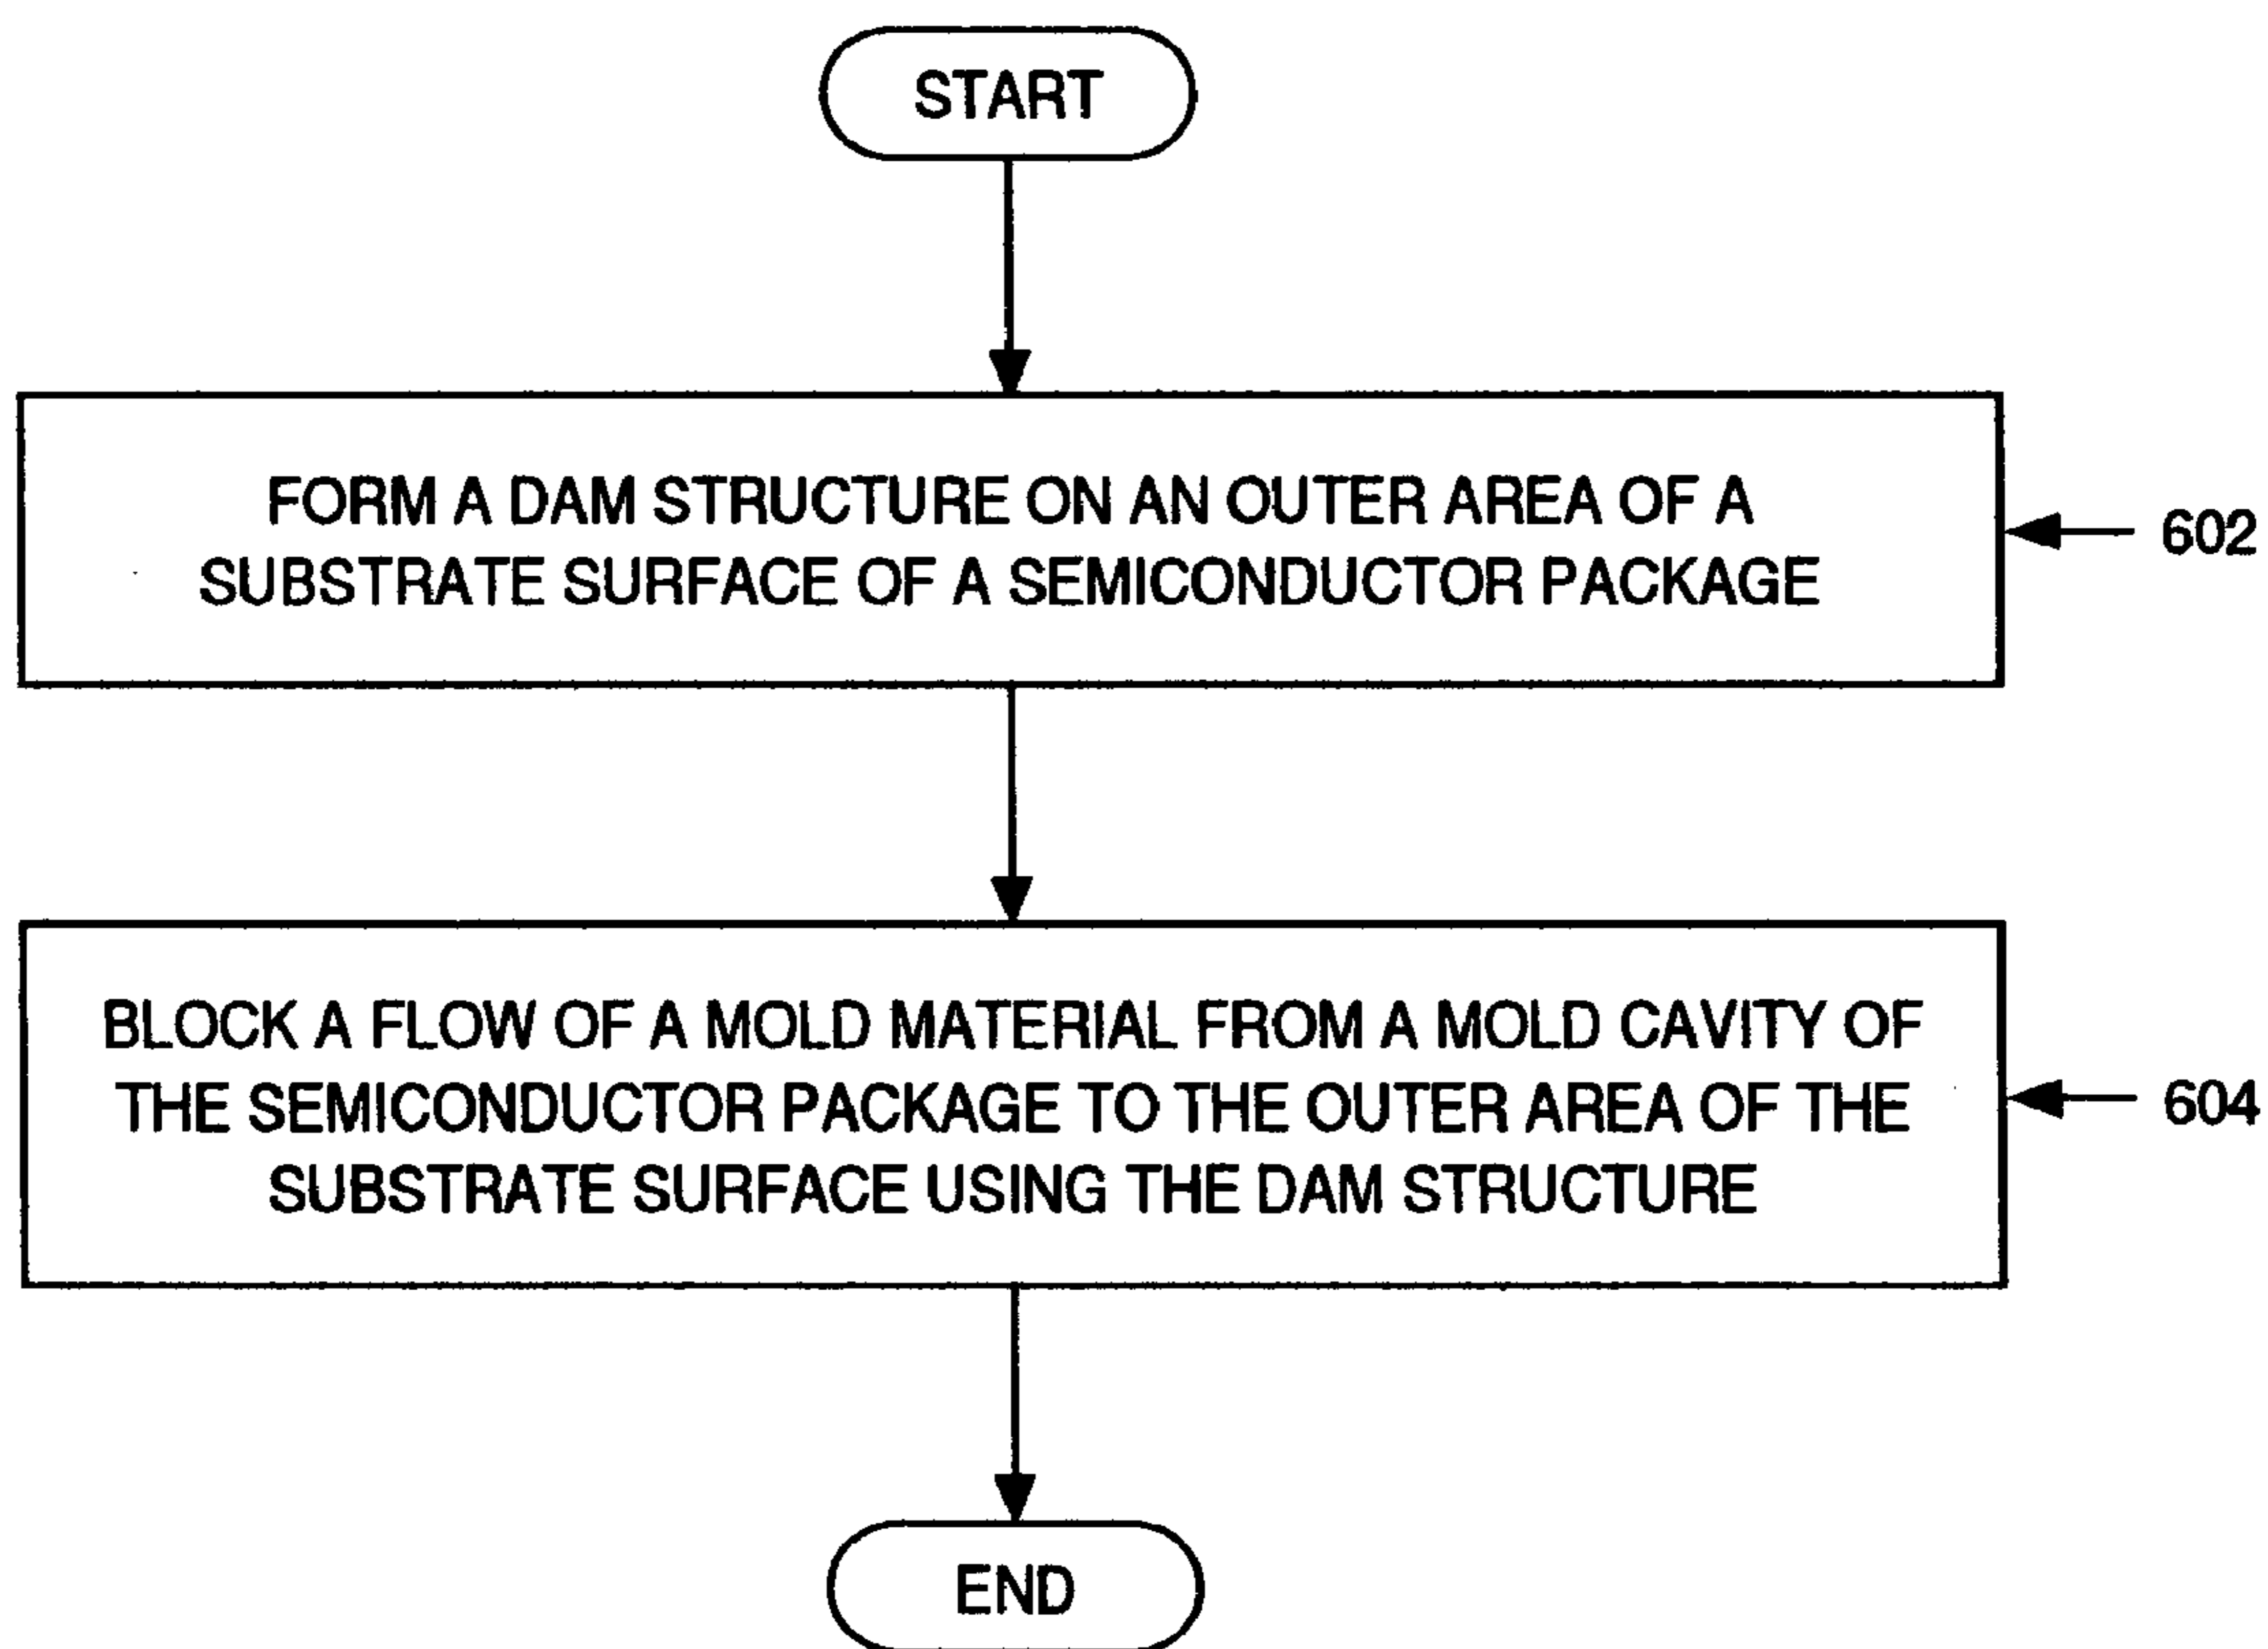 START
FORM A DAM STRUCTURE ON AN OUTER AREA OF A
SUBSTRATE SURFACE OF A SEMICONDUCTOR PACKAGE
602
BLOCK A FLOW OF A MOLD MATERIAL FROM A MOLD CAVITY OF
THE SEMICONDUCTOR PACKAGE TO THE OUTER AREA OF THE
SUBSTRATE SURFACE USING THE DAM STRUCTURE
604
END